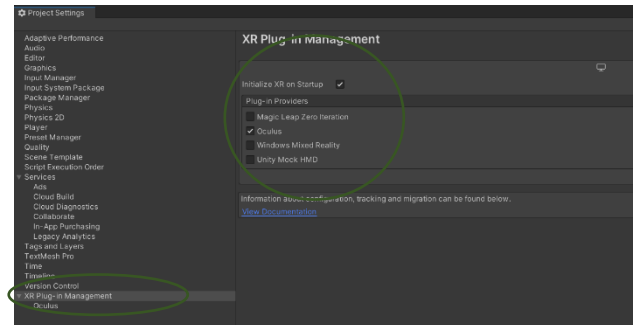 Project Settings
Adaptive Performance
Audio
Editor
Graphics
Input Manager
Input System Package
Package Manager
Physics
Physics 2D
Player
Preset Manager
Quality
Scene Template
Script Execution Order
Services
Ads
Cloud Build
Cloud Diagnostics
Collaborate
In-App Purchasing
Legacy Analytics
Tags and Layers
TextMesh Pro
Time
Timeline
Version Control
XR Plug-in Management
Oculus
XR Plug-in Management
Initialize XR on Startup
Plug-in Providers
Magic Leap Zero Iteration
Oculus
Windows Mixed Reality
Unity Mock HMD
Information about configuration, tracking and migration can be found below.
View Documentation